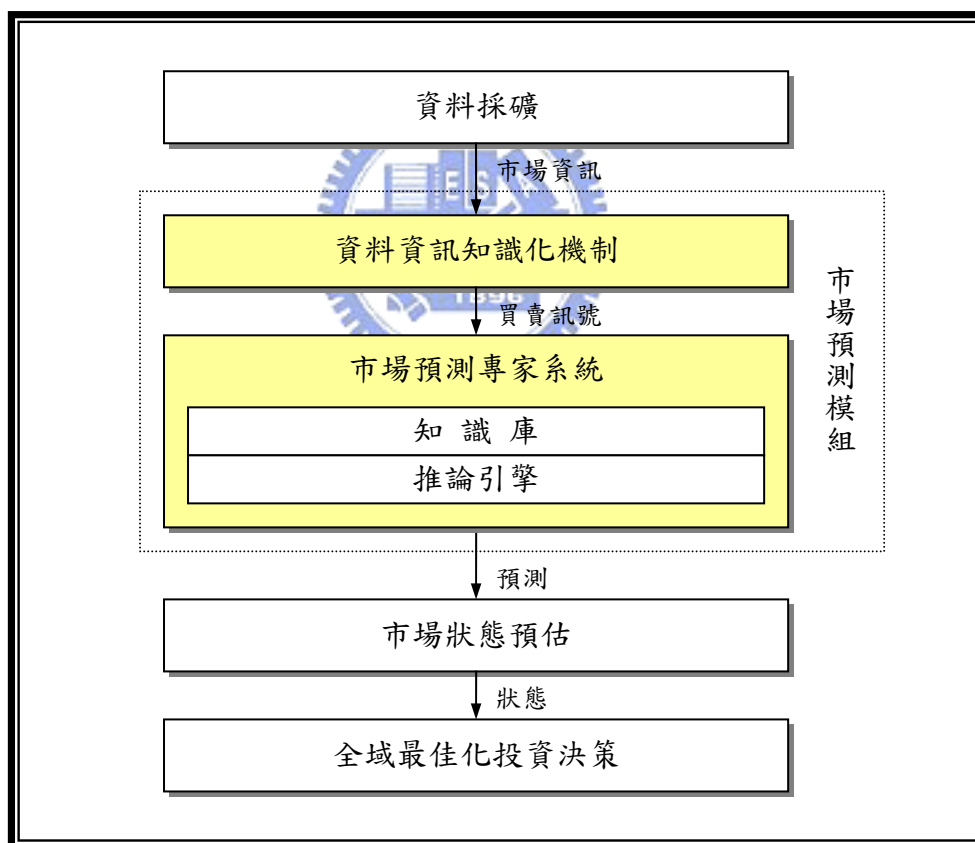 資料採礦
市場資訊
資料資訊知識化機制
買賣訊號
市場預測專家系統
知 識 庫
推論引擎
市場預測模組
預測
市場狀態預估
狀態
全域最佳化投資決策